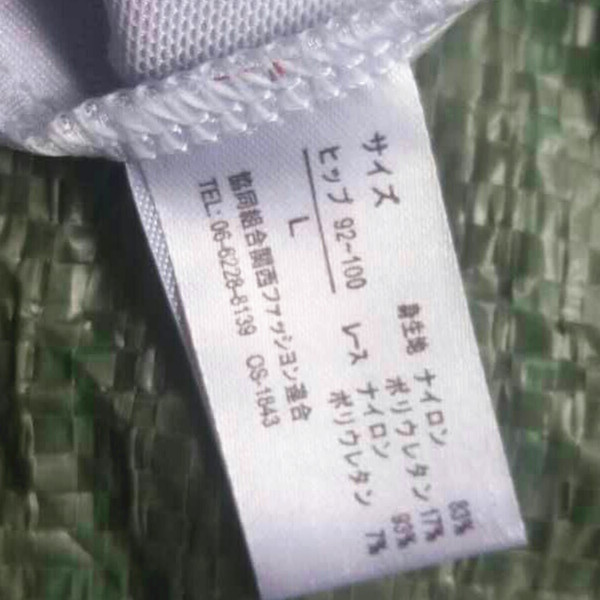 サイズ
ヒップ 92~100
L
身生地 ナイロン 83%
ポリウレタン 17%
レース ナイロン 93%
ポリウレタン 7%
協同組合関西ファッション連合
TEL: 06-6228-8139 OS-1843